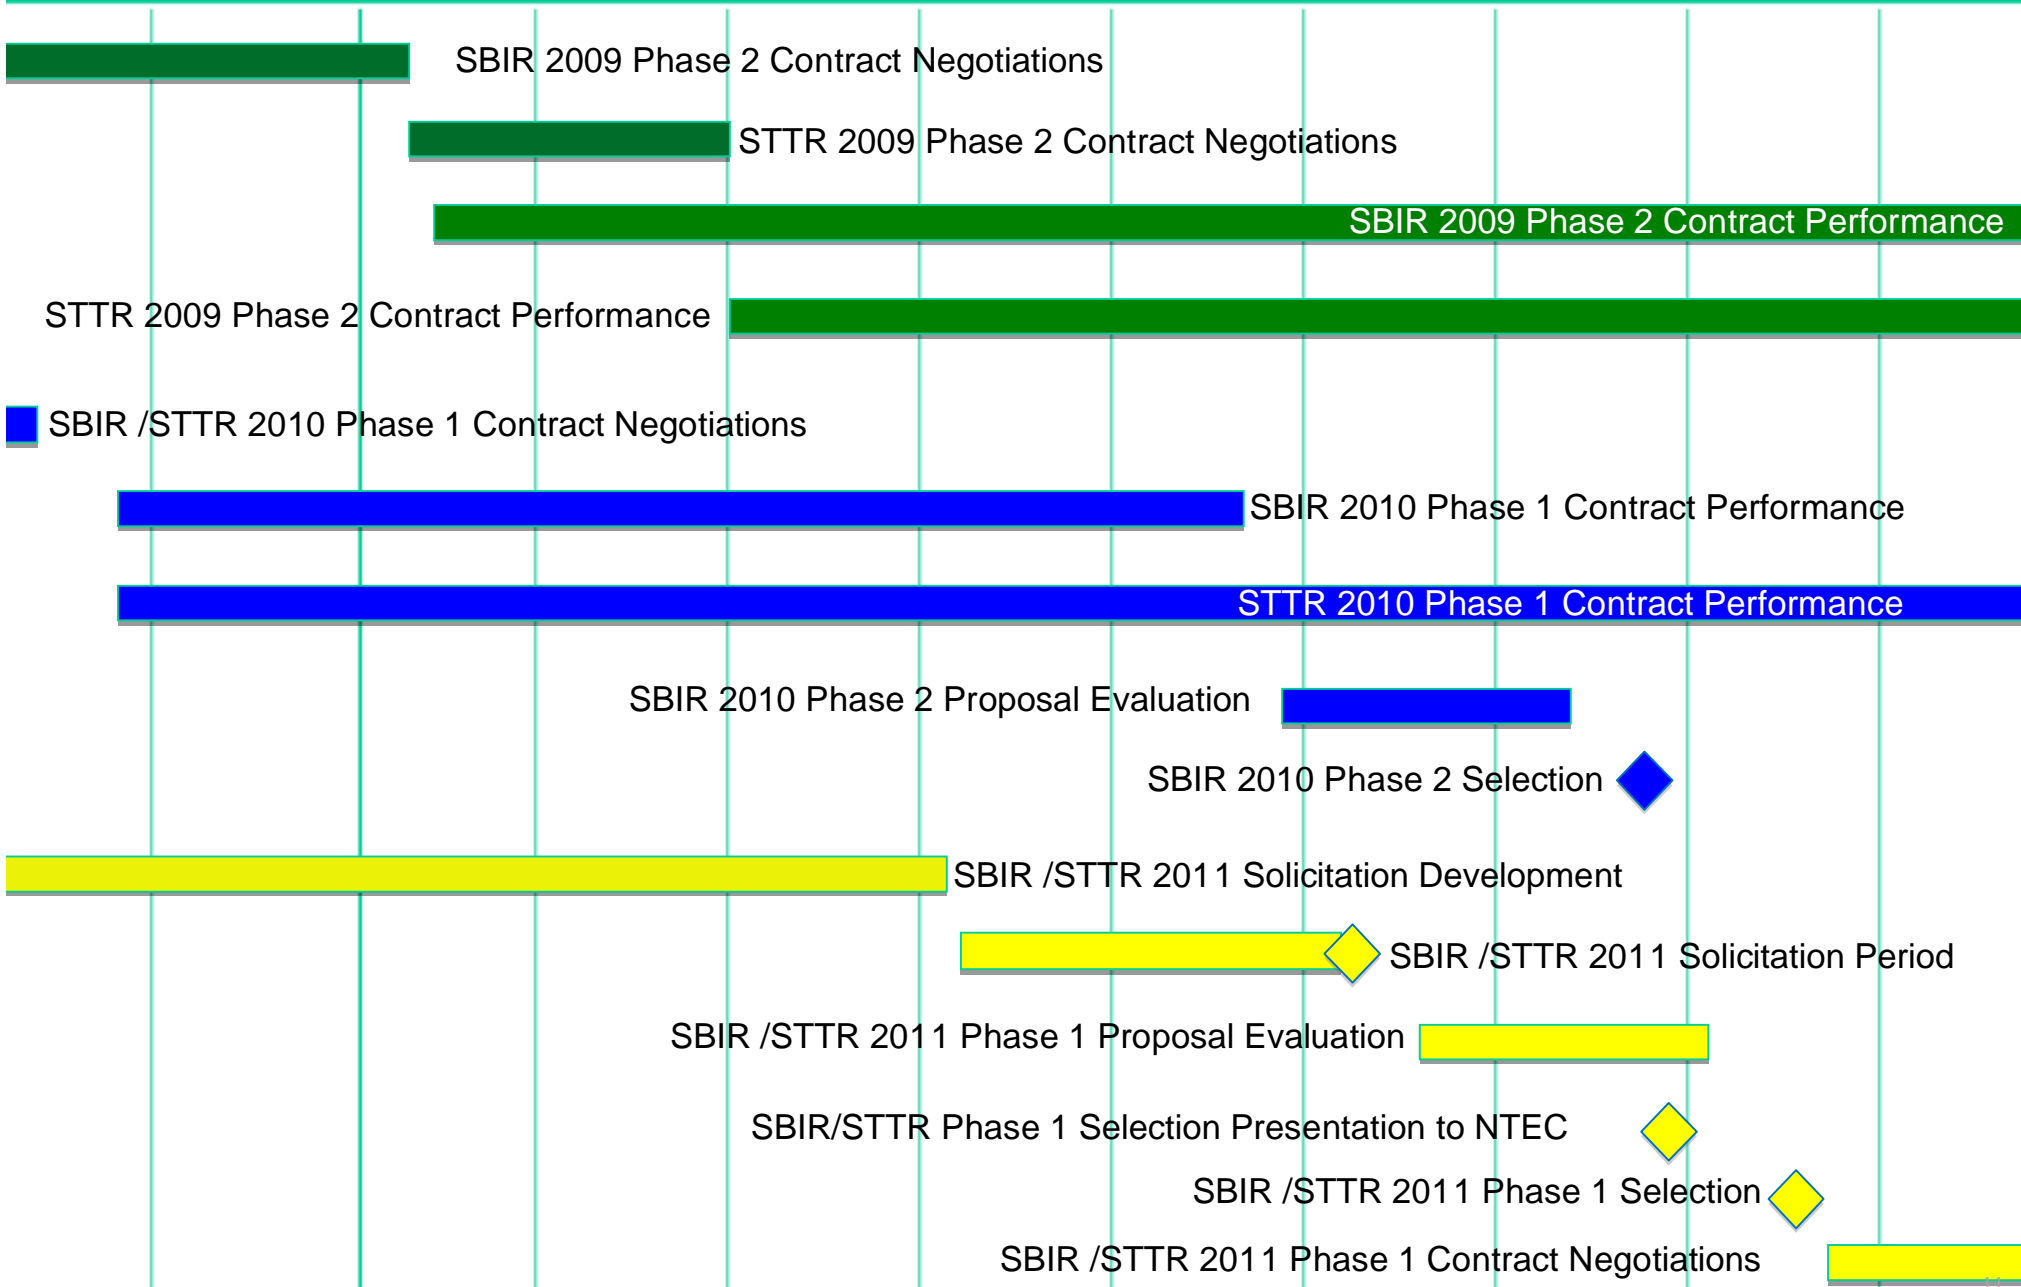 SBIR 2009 Phase 2 Contract Negotiations
STTR 2009 Phase 2 Contract Negotiations
SBIR 2009 Phase 2 Contract Performance
STTR 2009 Phase 2 Contract Performance
SBIR /STTR 2010 Phase 1 Contract Negotiations
SBIR 2010 Phase 1 Contract Performance
STTR 2010 Phase 1 Contract Performance
SBIR 2010 Phase 2 Proposal Evaluation
SBIR 2010 Phase 2 Selection
SBIR /STTR 2011 Solicitation Development
SBIR /STTR 2011 Solicitation Period
SBIR /STTR 2011 Phase 1 Proposal Evaluation
SBIR/STTR Phase 1 Selection Presentation to NTEC
SBIR /STTR 2011 Phase 1 Selection
SBIR /STTR 2011 Phase 1 Contract Negotiations